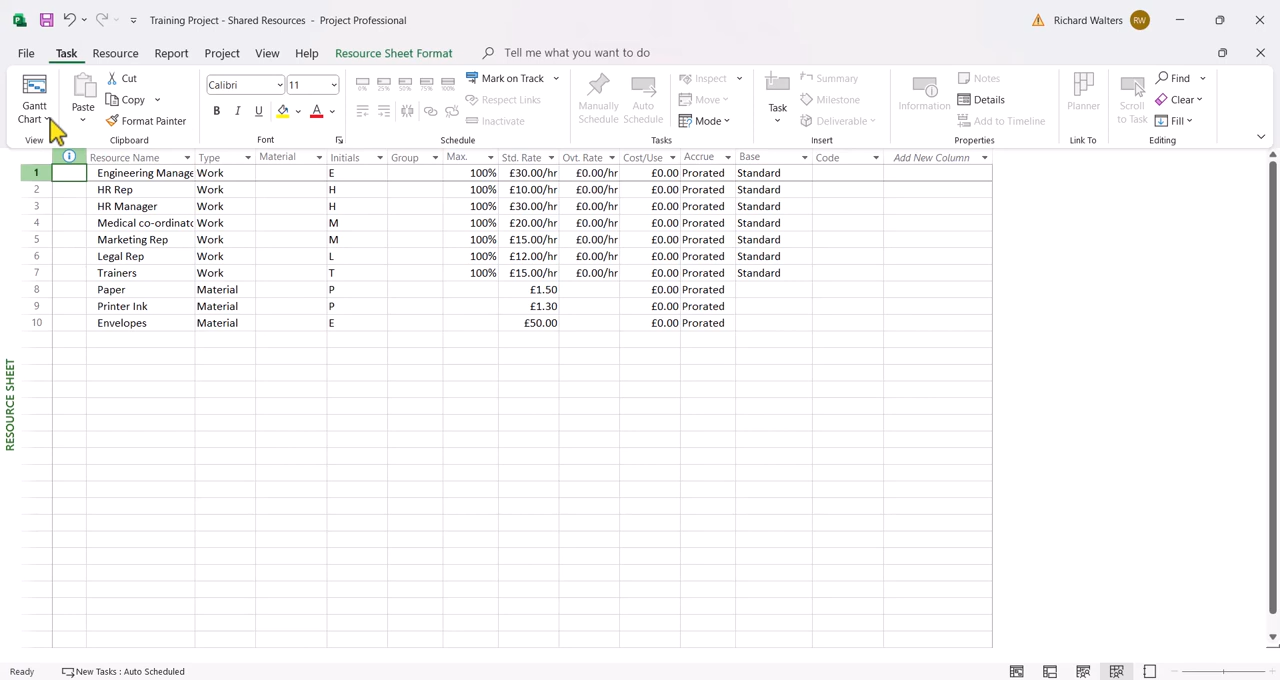 Training Project - Shared Resources - Project Professional
Richard Walters RW
File Task Resource Report Project View Help Resource Sheet Format Tell me what you want to do
Gantt Chart
View
Paste
Cut
Copy
Format Painter
Clipboard
Calibri 11
B I U A
Font
0% 25% 50% 75% 100%
Mark on Track
Respect Links
Inactivate
Schedule
Manually Schedule
Auto Schedule
Inspect
Move
Mode
Tasks
Task
Summary
Milestone
Deliverable
Insert
Information
Notes
Details
Add to Timeline
Properties
Planner
Link To
Scroll to Task
Find
Clear
Fill
Editing
Resource Name Type Material Initials Group Max. Std. Rate Ovt. Rate Cost/Use Accrue Base Code Add New Column
1 Engineering Manage Work E 100% £30.00/hr £0.00/hr £0.00 Prorated Standard
2 HR Rep Work H 100% £10.00/hr £0.00/hr £0.00 Prorated Standard
3 HR Manager Work H 100% £30.00/hr £0.00/hr £0.00 Prorated Standard
4 Medical co-ordinato Work M 100% £20.00/hr £0.00/hr £0.00 Prorated Standard
5 Marketing Rep Work M 100% £15.00/hr £0.00/hr £0.00 Prorated Standard
6 Legal Rep Work L 100% £12.00/hr £0.00/hr £0.00 Prorated Standard
7 Trainers Work T 100% £15.00/hr £0.00/hr £0.00 Prorated Standard
8 Paper Material P £1.50 £0.00 Prorated
9 Printer Ink Material P £1.30 £0.00 Prorated
10 Envelopes Material E £50.00 £0.00 Prorated
RESOURCE SHEET
Ready New Tasks : Auto Scheduled